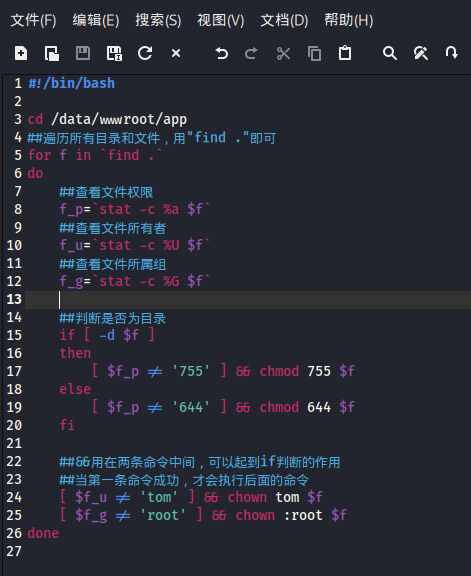 文件(F) 编辑(E) 搜索(S) 视图(V) 文档(D) 帮助(H)
1 #!/bin/bash
2
3 cd /data/wwwroot/app
4 ##遍历所有目录和文件，用"find ."即可
5 for f in `find .`
6 do
7 ##查看文件权限
8 f_p=`stat -c %a $f`
9 ##查看文件所有者
10 f_u=`stat -c %U $f`
11 ##查看文件所属组
12 f_g=`stat -c %G $f`
13
14 ##判断是否为目录
15 if [ -d $f ]
16 then
17 [ $f_p != '755' ] && chmod 755 $f
18 else
19 [ $f_p != '644' ] && chmod 644 $f
20 fi
21
22 ##&&用在两条命令中间，可以起到if判断的作用
23 ##当第一条命令成功，才会执行后面的命令
24 [ $f_u != 'tom' ] && chown tom $f
25 [ $f_g != 'root' ] && chown :root $f
26 done
27